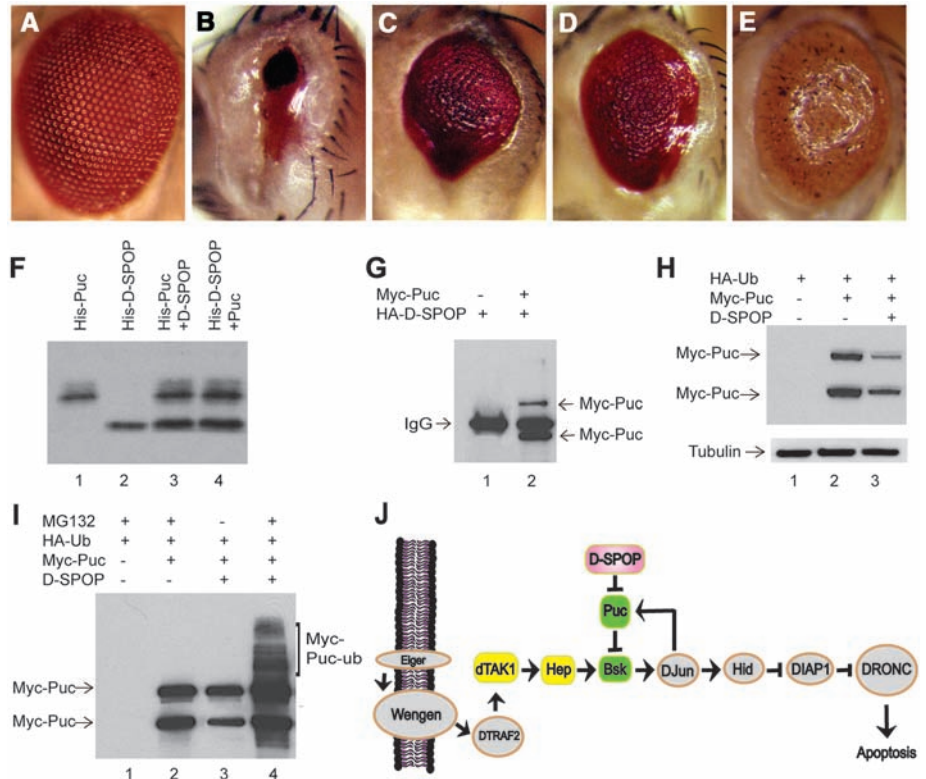 A B C D E
F
His-Puc
His-D-SPOP
His-Puc
+D-SPOP
His-D-SPOP
+Puc
1 2 3 4
G
Myc-Puc - +
HA-D-SPOP + +
IgG→
←Myc-Puc
←Myc-Puc
1 2
H
HA-Ub + + +
Myc-Puc - + +
D-SPOP - - +
Myc-Puc→
Myc-Puc→
Tubulin→
1 2 3
I
MG132 + + - +
HA-Ub + + + +
Myc-Puc - + + +
D-SPOP - - + +
Myc-
Puc-ub
Myc-Puc→
Myc-Puc→
1 2 3 4
J
D-SPOP
Puc
Eiger
dTAK1
Hep
Bsk
DJun
Hid
DIAP1
DRONC
Wengen
DTRAF2
Apoptosis